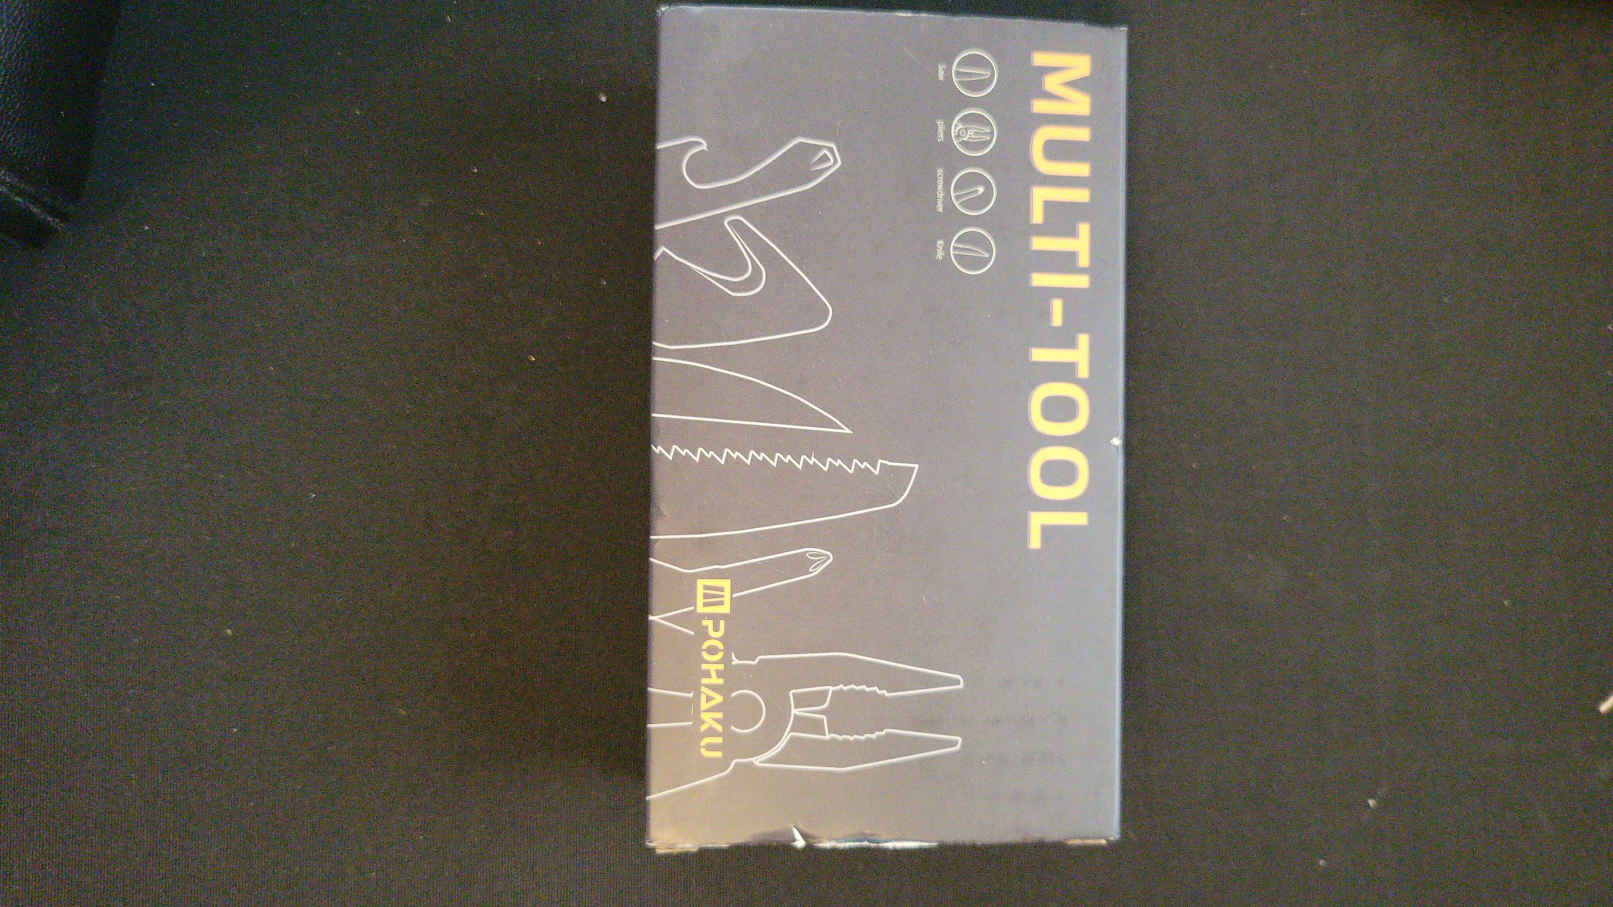 MULTI-TOOL
Saw pliers screwdriver Knife
POHAKU